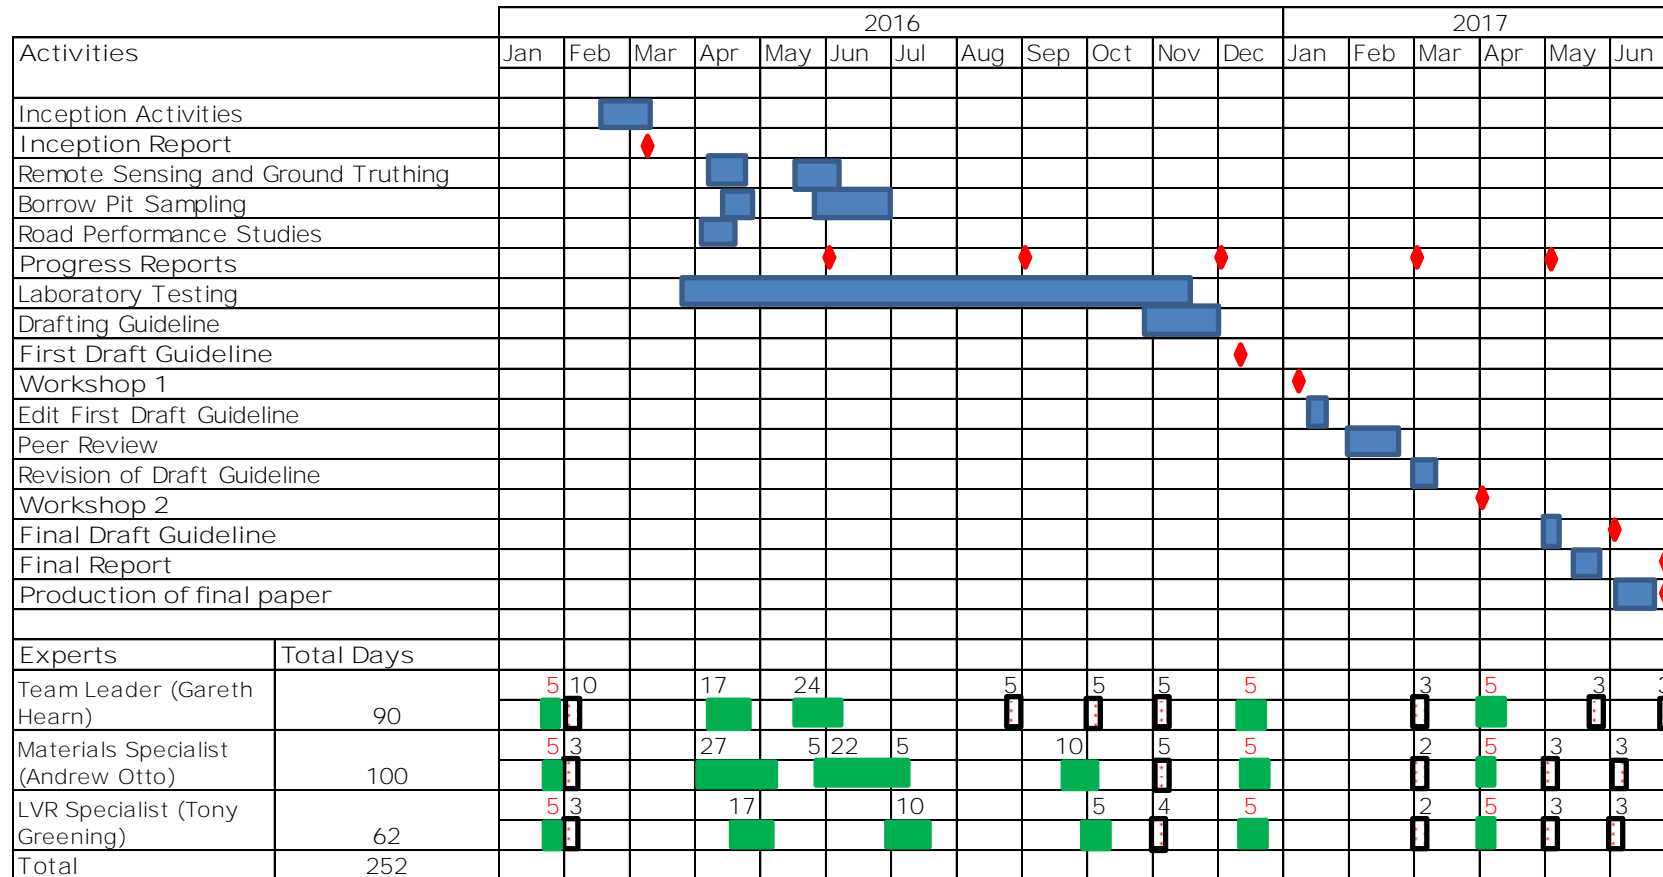 2016 2017
Activities Jan Feb Mar Apr May Jun Jul Aug Sep Oct Nov Dec Jan Feb Mar Apr May Jun
Inception Activities
Inception Report
Remote Sensing and Ground Truthing
Borrow Pit Sampling
Road Performance Studies
Progress Reports
Laboratory Testing
Drafting Guideline
First Draft Guideline
Workshop 1
Edit First Draft Guideline
Peer Review
Revision of Draft Guideline
Workshop 2
Final Draft Guideline
Final Report
Production of final paper
Experts Total Days
Team Leader (Gareth 5 10 17 24 5 5 5 5 3 5 3 3
Hearn) 90
Materials Specialist 5 3 27 5 22 5 10 5 5 2 5 3 3
(Andrew Otto) 100
LVR Specialist (Tony 5 3 17 10 5 4 5 2 5 3 3
Greening) 62
Total 252